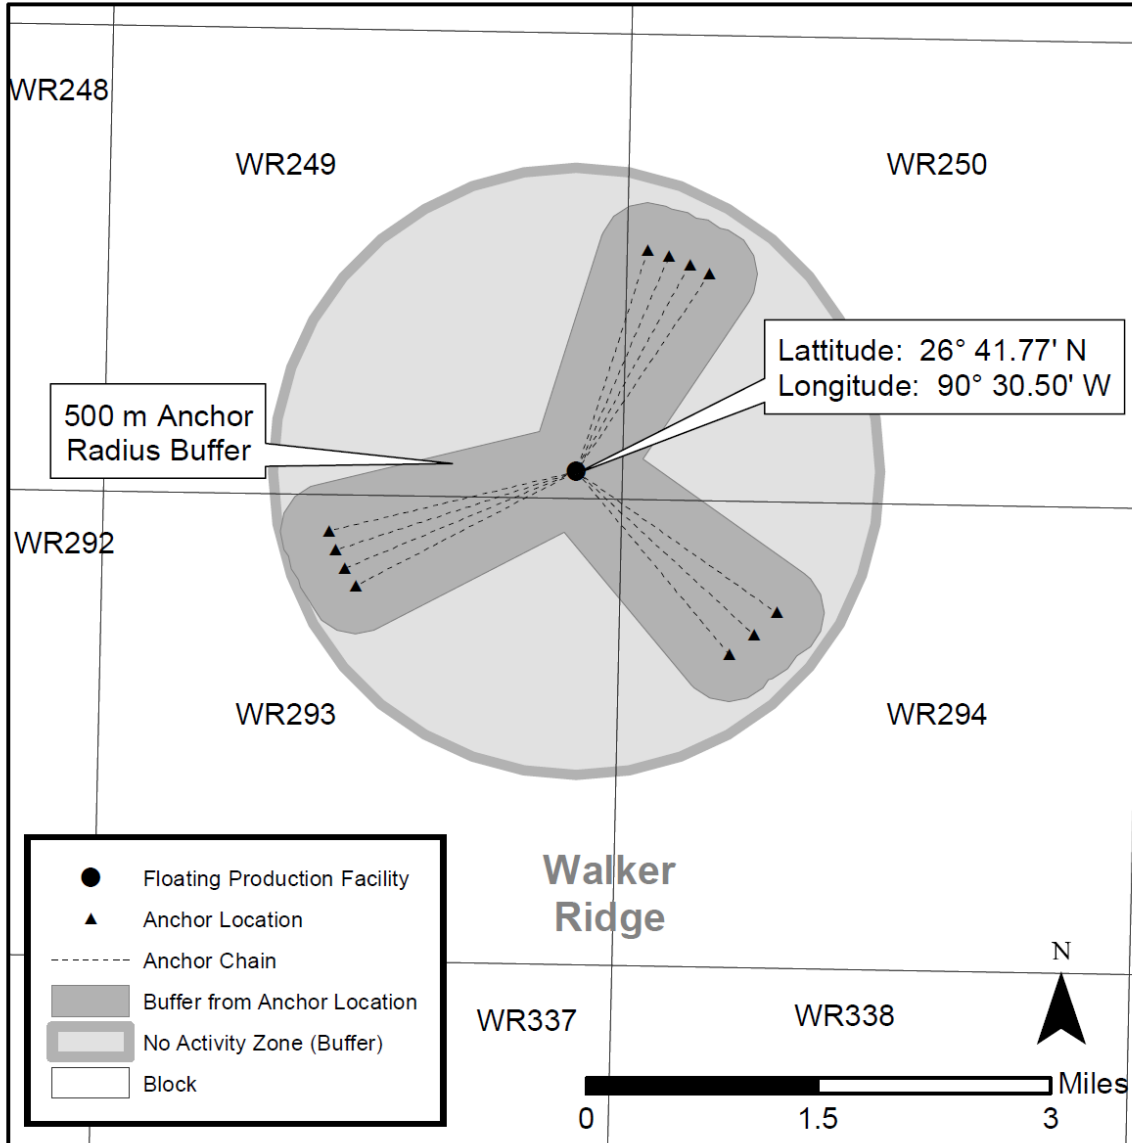 WR248
WR249
WR250
Lattitude: 26° 41.77' N
Longitude: 90° 30.50' W
500 m Anchor
Radius Buffer
WR292
WR293
WR294
Walker
Ridge
Floating Production Facility
Anchor Location
Anchor Chain
Buffer from Anchor Location
No Activity Zone (Buffer)
Block
WR337
WR338
N
Miles
0 1.5 3